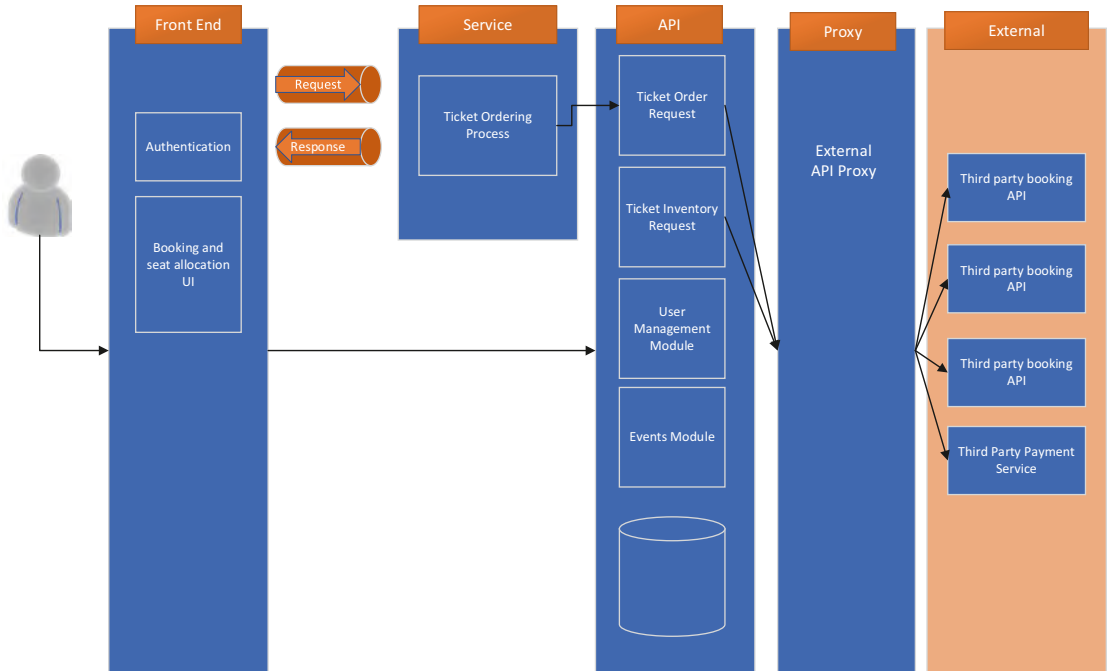 Front End
Service
API
Proxy
External
Request
Response
Authentication
Booking and
seat allocation
UI
Ticket Ordering
Process
Ticket Order
Request
Ticket Inventory
Request
User
Management
Module
Events Module
External
API Proxy
Third party booking
API
Third party booking
API
Third party booking
API
Third Party Payment
Service